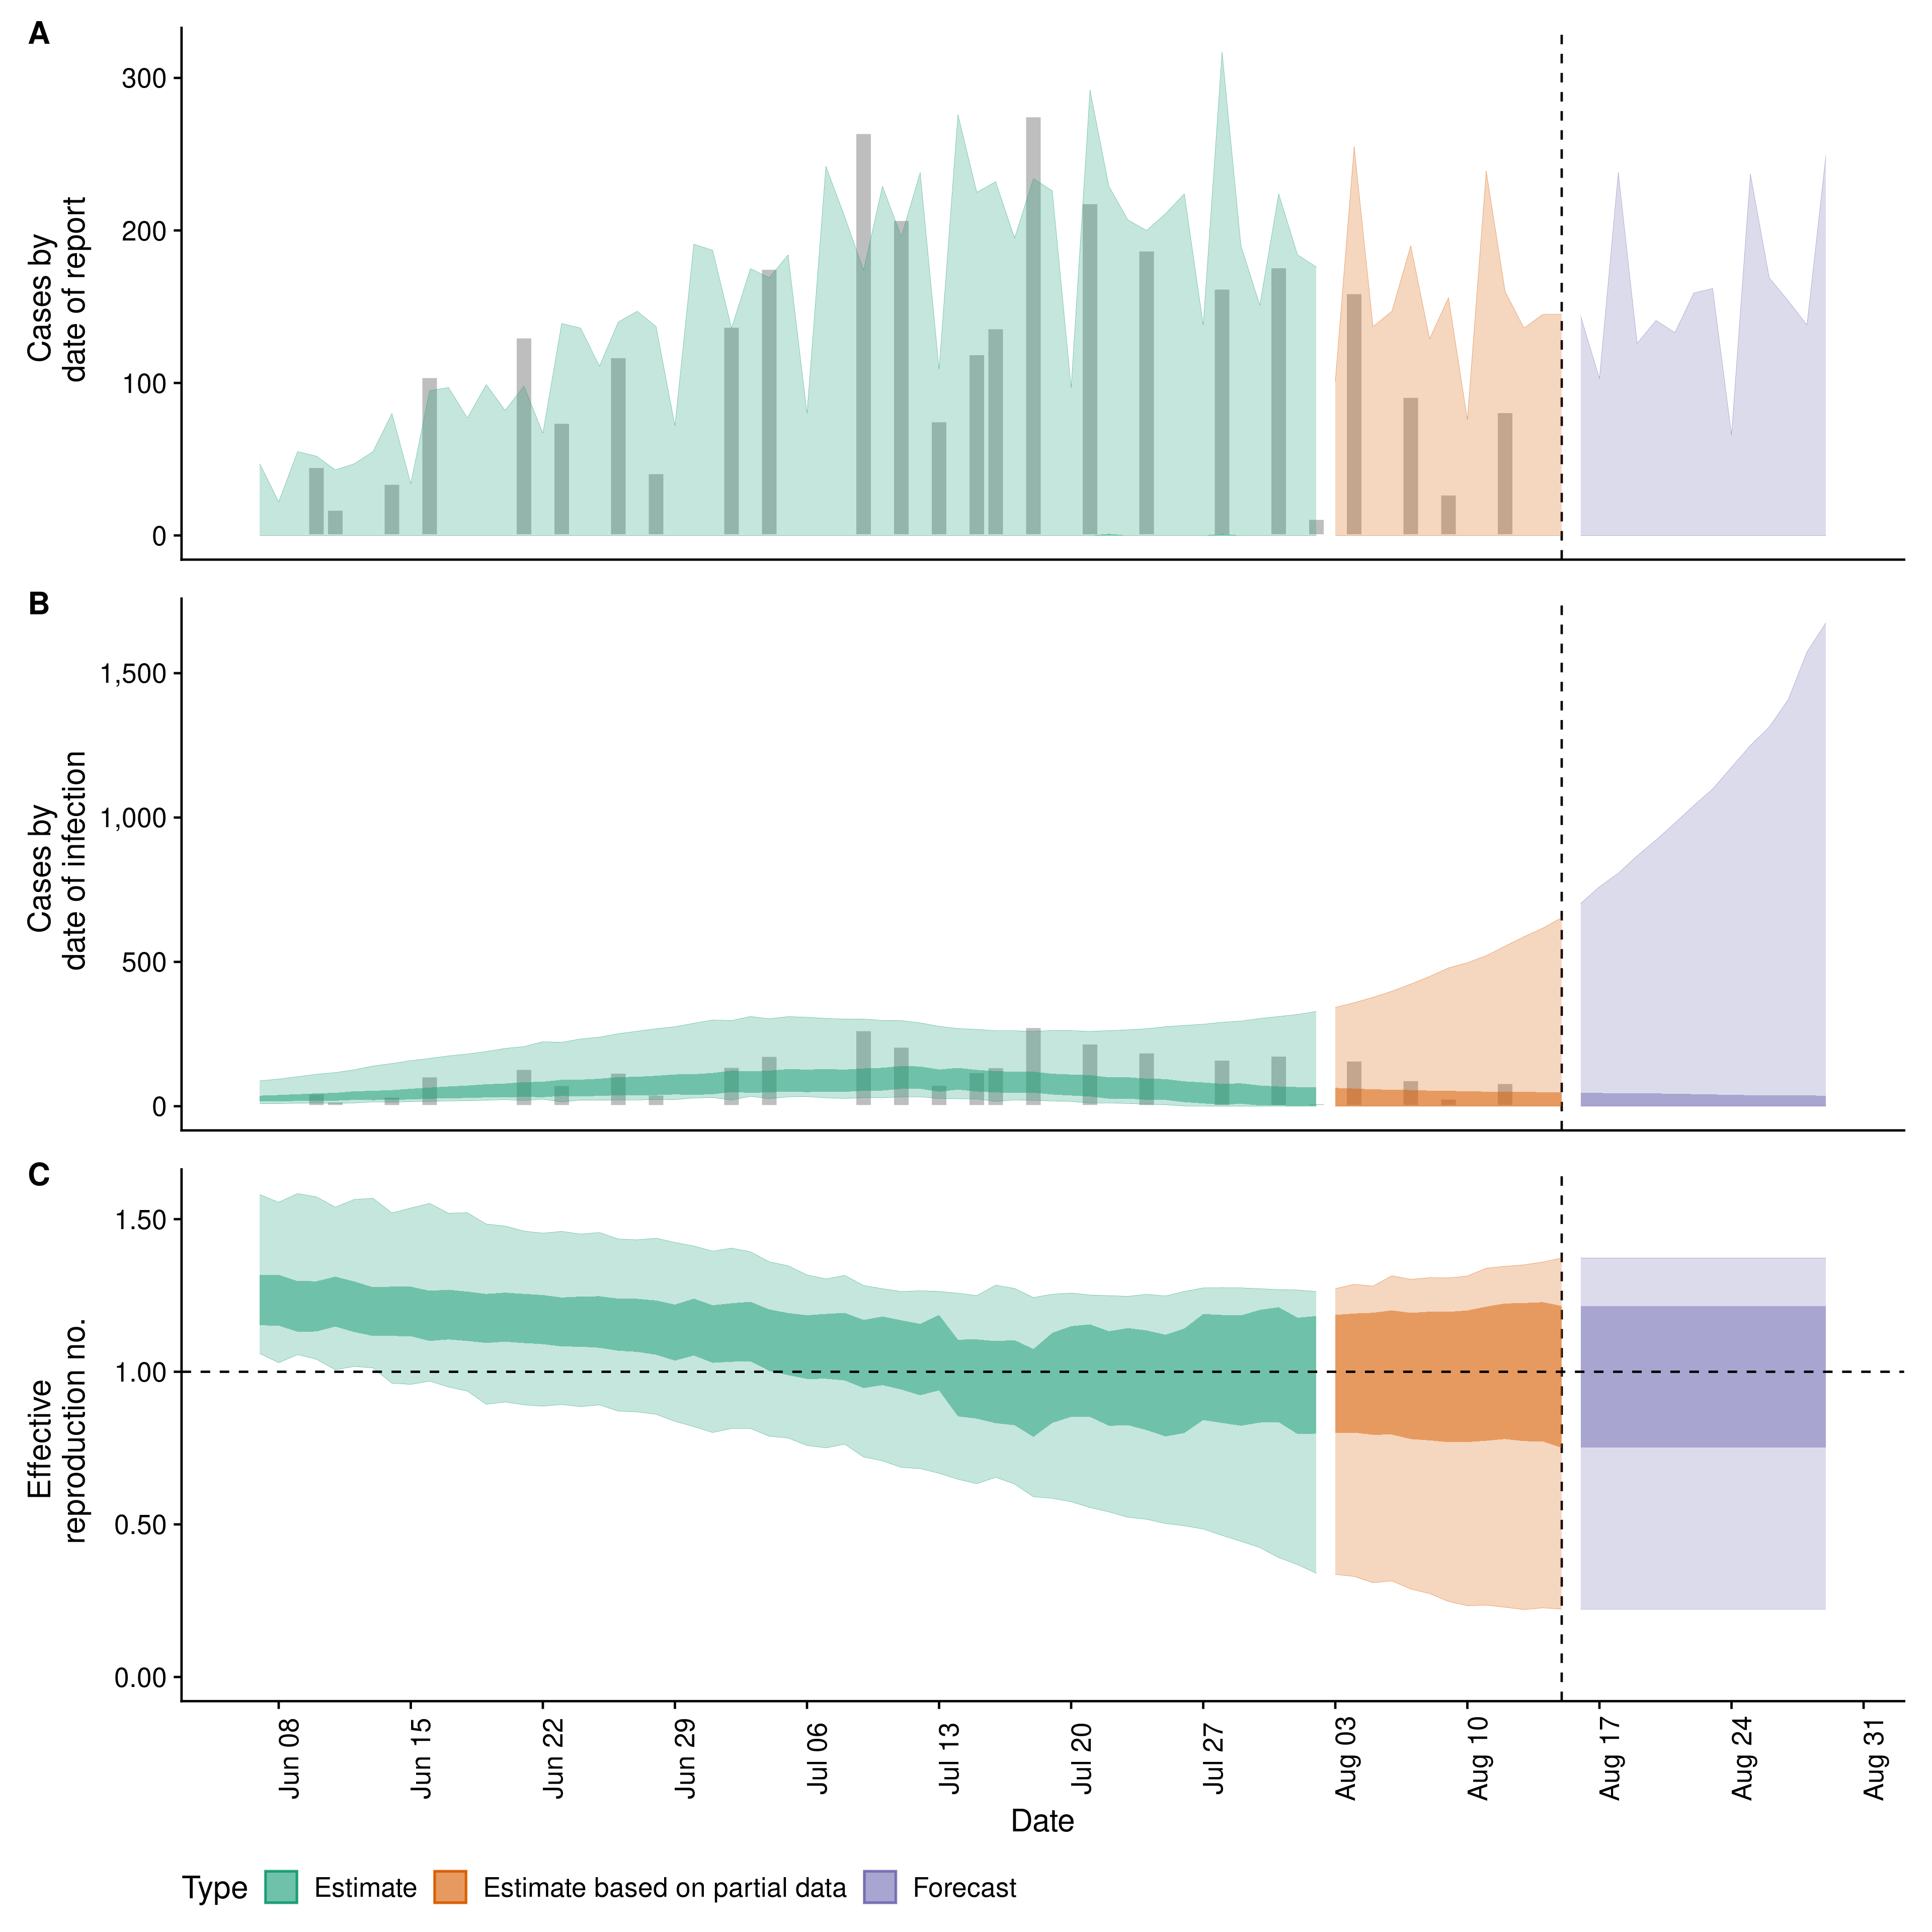 A
Cases by
date of report
300
200
100
0
B
Cases by
date of infection
1,500
1,000
500
0
C
Effective
reproduction no.
1.50
1.00
0.50
0.00
Jun 08
Jun 15
Jun 22
Jun 29
Jul 06
Jul 13
Jul 20
Jul 27
Aug 03
Aug 10
Aug 17
Aug 24
Aug 31
Date
Type Estimate Estimate based on partial data Forecast